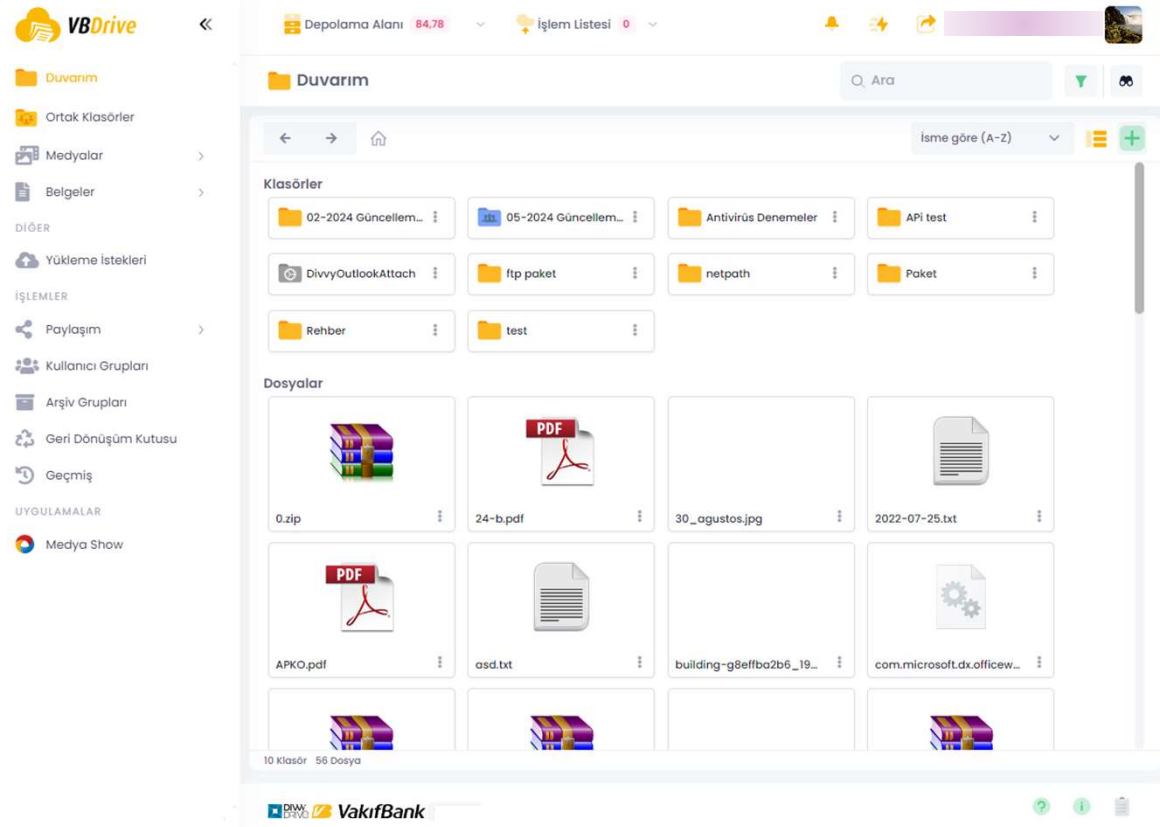 VBDrive
Depolama Alanı 84,78
İşlem Listesi 0
Duvarım
Ortak Klasörler
Medyalar
Belgeler
DİĞER
Yükleme İstekleri
İŞLEMLER
Paylaşım
Kullanıcı Grupları
Arşiv Grupları
Geri Dönüşüm Kutusu
Geçmiş
UYGULAMALAR
Medya Show
Duvarım
Ara
İsme göre (A-Z)
Klasörler
02-2024 Güncellem...
05-2024 Güncellem...
Antivirüs Denemeler
APi test
DivvyOutlookAttach
ftp paket
netpath
Paket
Rehber
test
Dosyalar
PDF
0.zip
24-b.pdf
30_agustos.jpg
2022-07-25.txt
PDF
APKO.pdf
asd.txt
building-g8effba2b6_19...
com.microsoft.dx.officew...
10 Klasör 56 Dosya
DIVVY DRIVE VakıfBank